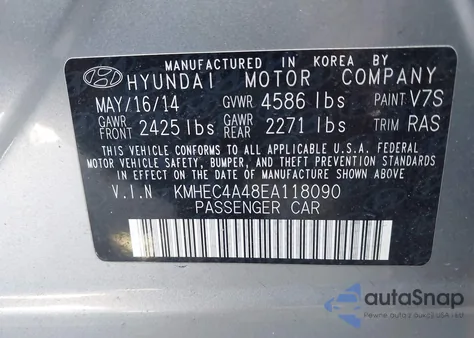 MANUFACTURED IN KOREA BY
HYUNDAI MOTOR COMPANY
MAY/16/14 GVWR 4586 lbs PAINT V7S
GAWR FRONT 2425 lbs GAWR REAR 2271 lbs TRIM RAS
THIS VEHICLE CONFORMS TO ALL APPLICABLE U.S.A. FEDERAL
MOTOR VEHICLE SAFETY, BUMPER, AND THEFT PREVENTION STANDARDS
IN EFFECT ON THE DATE OF MANUFACTURE SHOWN ABOVE.
V.I.N KMHEC4A48EA118090
PASSENGER CAR
autoSnap